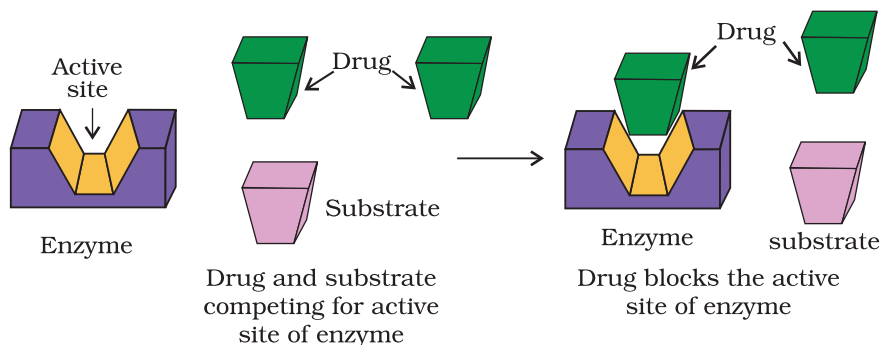 Active
site
Enzyme
Drug
Substrate
Drug and substrate
competing for active
site of enzyme
Drug
Enzyme
substrate
Drug blocks the active
site of enzyme